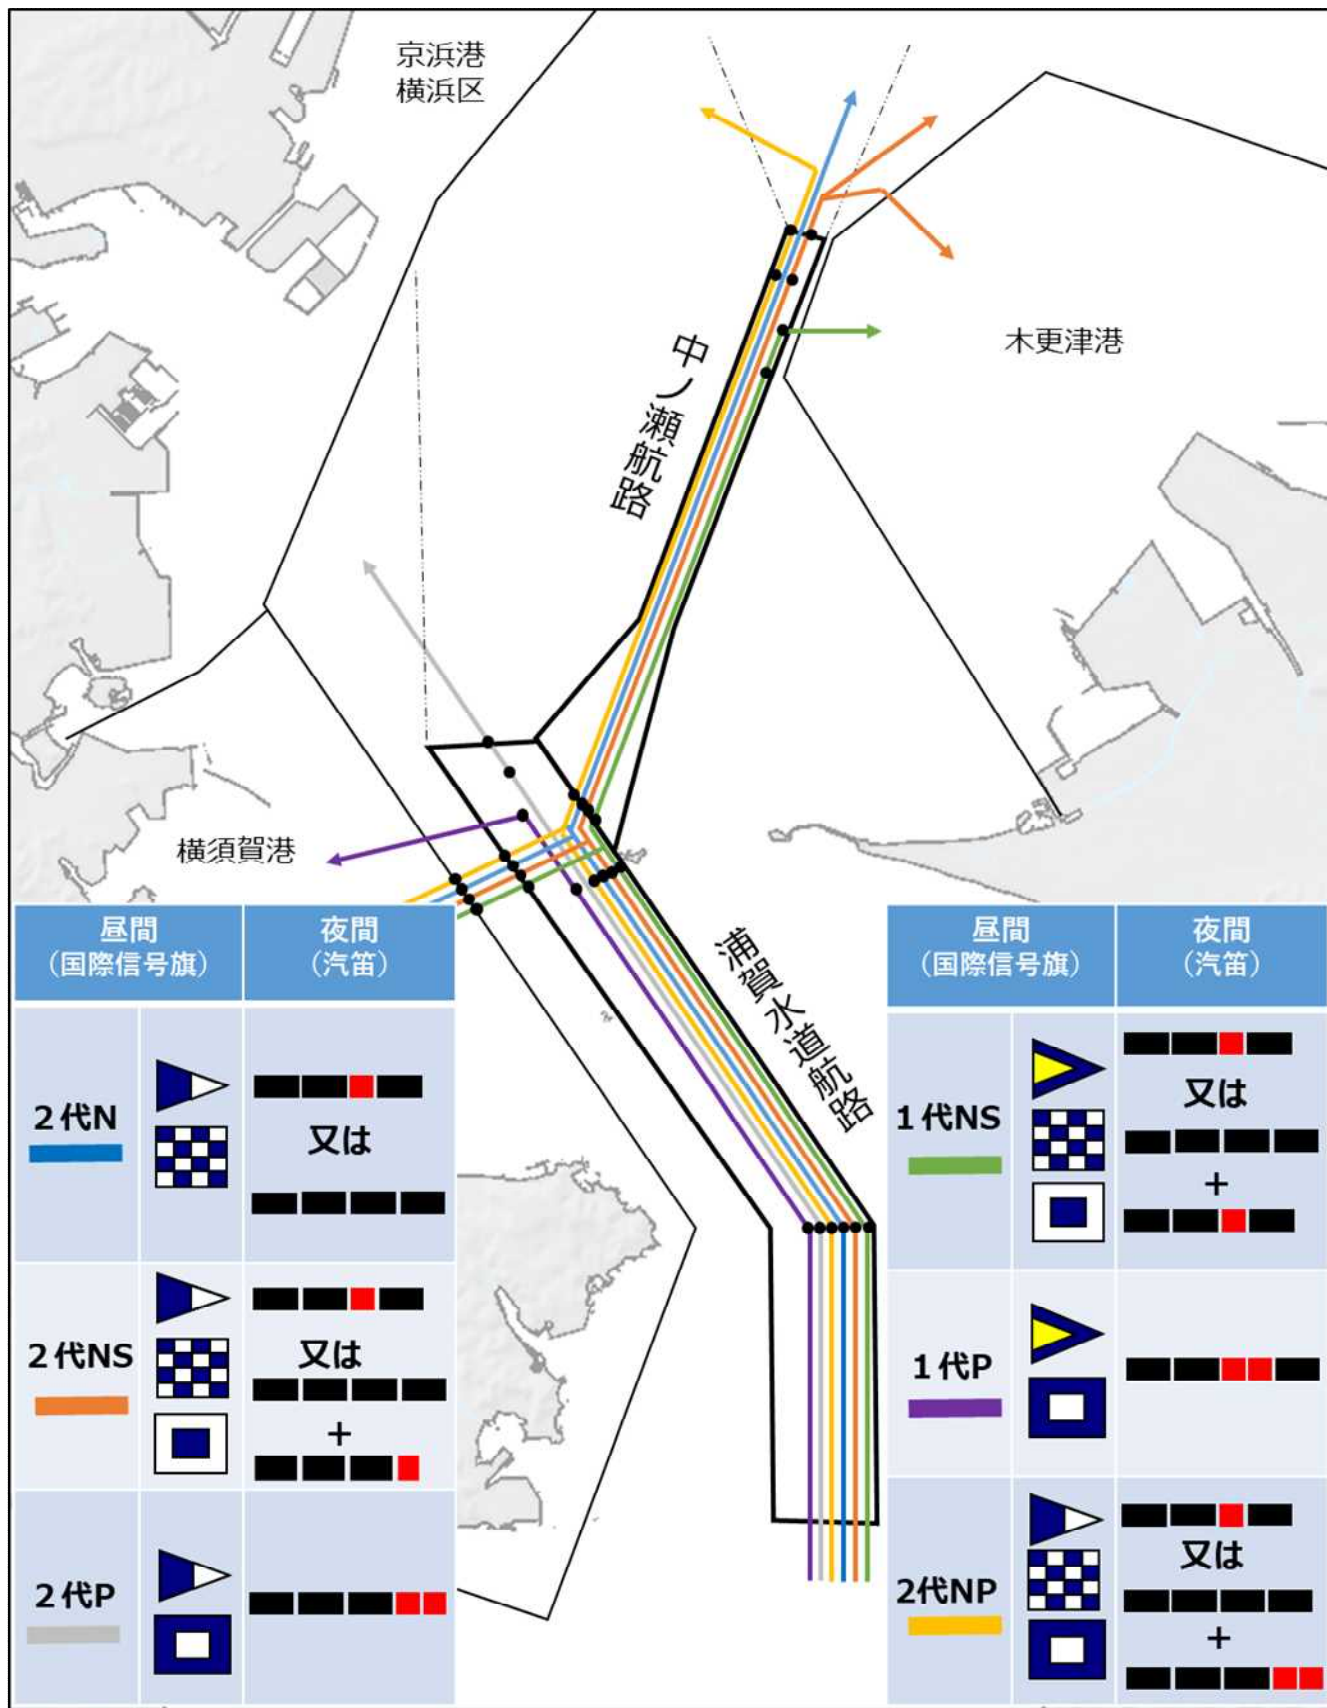 京浜港
横浜区
木更津港
中ノ瀬航路
横須賀港
浦賀水道航路
昼間
(国際信号旗)
夜間
(汽笛)
2代N
又は
2代NS
又は
+
2代P
昼間
(国際信号旗)
夜間
(汽笛)
1代NS
又は
+
1代P
2代NP
又は
+